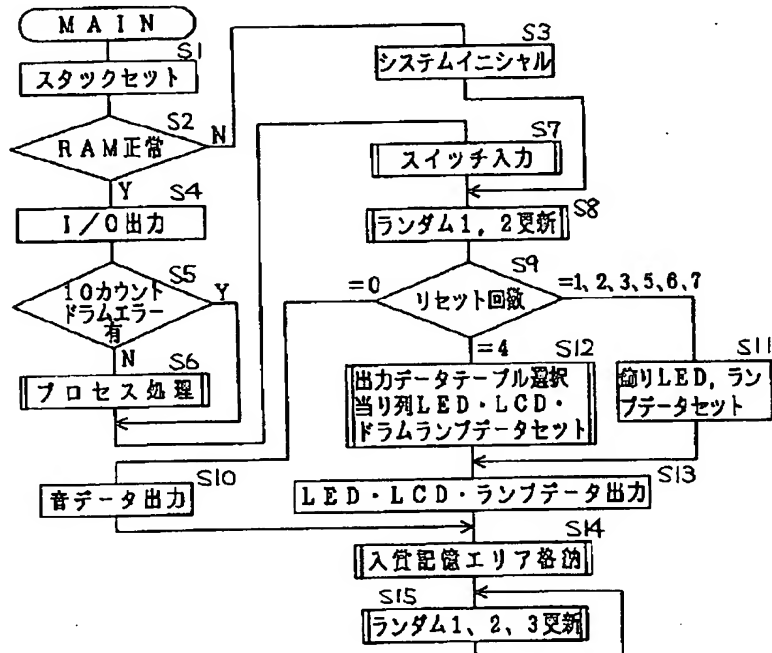 MAIN
S1
スタックセット
S2
RAM正常
N
Y
S3
システムイニシャル
S4
I/O出力
S5
10カウント
ドラムエラー
有
Y
N
S6
プロセス処理
S7
スイッチ入力
S8
ランダム1,2更新
S9
リセット回数
=0
=1、2、3、5、6、7
=4
S10
音データ出力
S11
飾りLED,ラン
プデータセット
S12
出力データテーブル選択
当り列LED・LCD・
ドラムランプデータセット
S13
LED・LCD・ランプデータ出力
S14
入賞記憶エリア格納
S15
ランダム1、2、3更新